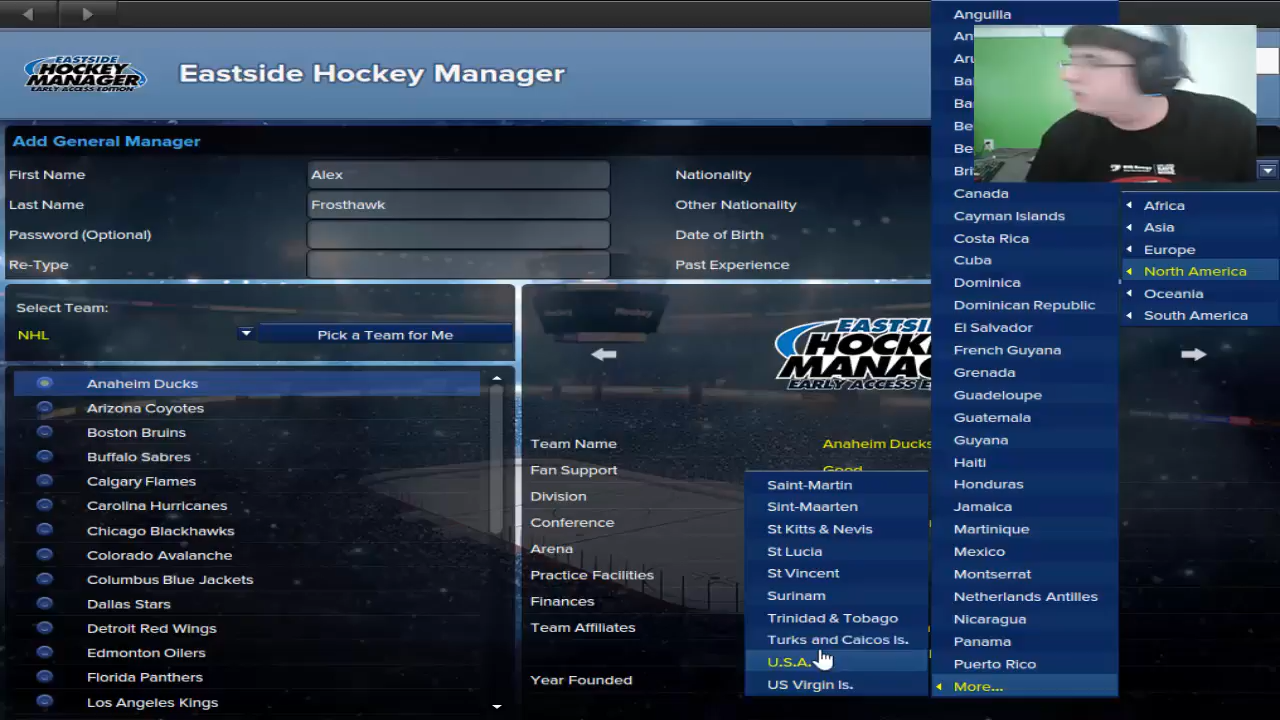 EASTSIDE
HOCKEY
MANAGER
EARLY ACCESS EDITION
Eastside Hockey Manager
Add General Manager
First Name
Alex
Nationality
Last Name
Frosthawk
Other Nationality
Password (Optional)
Date of Birth
Re-Type
Past Experience
Select Team:
NHL
Pick a Team for Me
Anaheim Ducks
Arizona Coyotes
Boston Bruins
Buffalo Sabres
Calgary Flames
Carolina Hurricanes
Chicago Blackhawks
Colorado Avalanche
Columbus Blue Jackets
Dallas Stars
Detroit Red Wings
Edmonton Oilers
Florida Panthers
Los Angeles Kings
Team Name
Anaheim Ducks
Fan Support
Good
Division
Conference
Arena
Practice Facilities
Finances
Team Affiliates
Year Founded
Saint-Martin
Sint-Maarten
St Kitts & Nevis
St Lucia
St Vincent
Surinam
Trinidad & Tobago
Turks and Caicos Is.
U.S.A.
US Virgin Is.
Anguilla
Canada
Cayman Islands
Costa Rica
Cuba
Dominica
Dominican Republic
El Salvador
French Guyana
Grenada
Guadeloupe
Guatemala
Guyana
Haiti
Honduras
Jamaica
Martinique
Mexico
Montserrat
Netherlands Antilles
Nicaragua
Panama
Puerto Rico
More...
Africa
Asia
Europe
North America
Oceania
South America